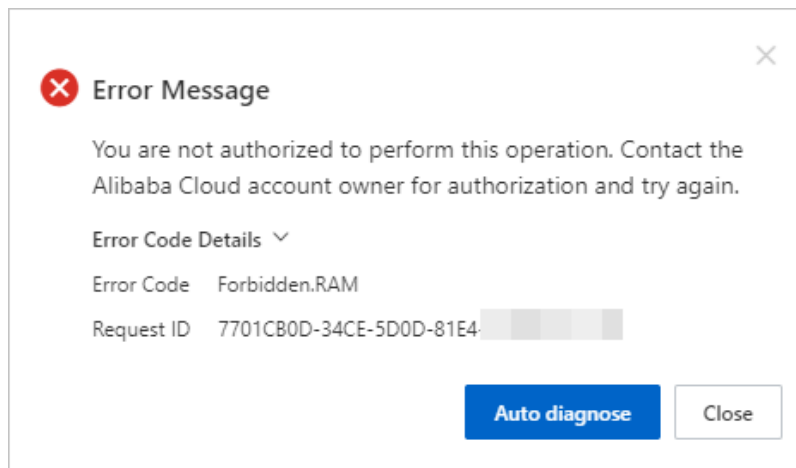 Error Message
You are not authorized to perform this operation. Contact the
Alibaba Cloud account owner for authorization and try again.
Error Code Details
Error Code Forbidden.RAM
Request ID 7701CB0D-34CE-5D0D-81E4-
Auto diagnose Close